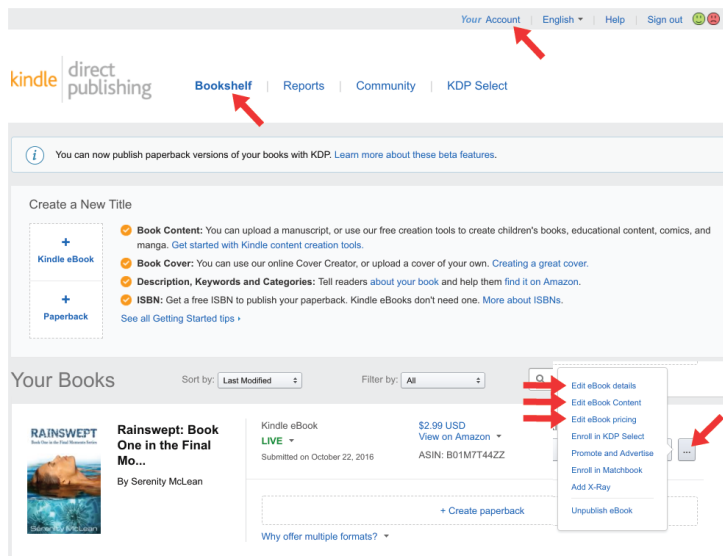 Your Account English Help Sign out
kindle direct publishing
Bookshelf Reports Community KDP Select
i You can now publish paperback versions of your books with KDP. Learn more about these beta features.
Create a New Title
+
Kindle eBook
+
Paperback
Book Content: You can upload a manuscript, or use our free creation tools to create children's books, educational content, comics, and
manga. Get started with Kindle content creation tools.
Book Cover: You can use our online Cover Creator, or upload a cover of your own. Creating a great cover.
Description, Keywords and Categories: Tell readers about your book and help them find it on Amazon.
ISBN: Get a free ISBN to publish your paperback. Kindle eBooks don't need one. More about ISBNs.
See all Getting Started tips ›
Your Books Sort by: Last Modified Filter by: All
RAINSWEPT
Book One in the Final Moments Series
Serenity McLean
Rainswept: Book
One in the Final
Mo...
By Serenity McLean
Kindle eBook
LIVE
Submitted on October 22, 2016
$2.99 USD
View on Amazon
ASIN: B01M7T44ZZ
...
+ Create paperback
Why offer multiple formats?
Edit eBook details
Edit eBook Content
Edit eBook pricing
Enroll in KDP Select
Promote and Advertise
Enroll in Matchbook
Add X-Ray
Unpublish eBook